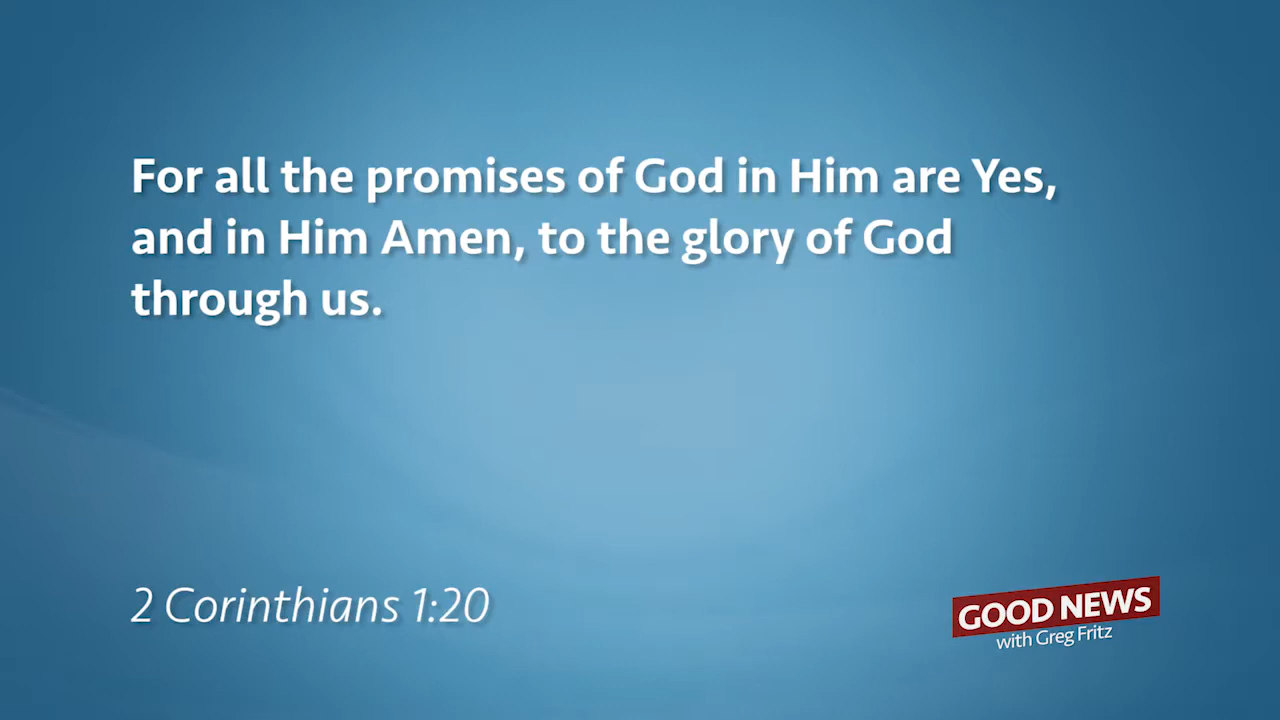 For all the promises of God in Him are Yes,
and in Him Amen, to the glory of God
through us.
2 Corinthians 1:20
GOOD NEWS
with Greg Fritz